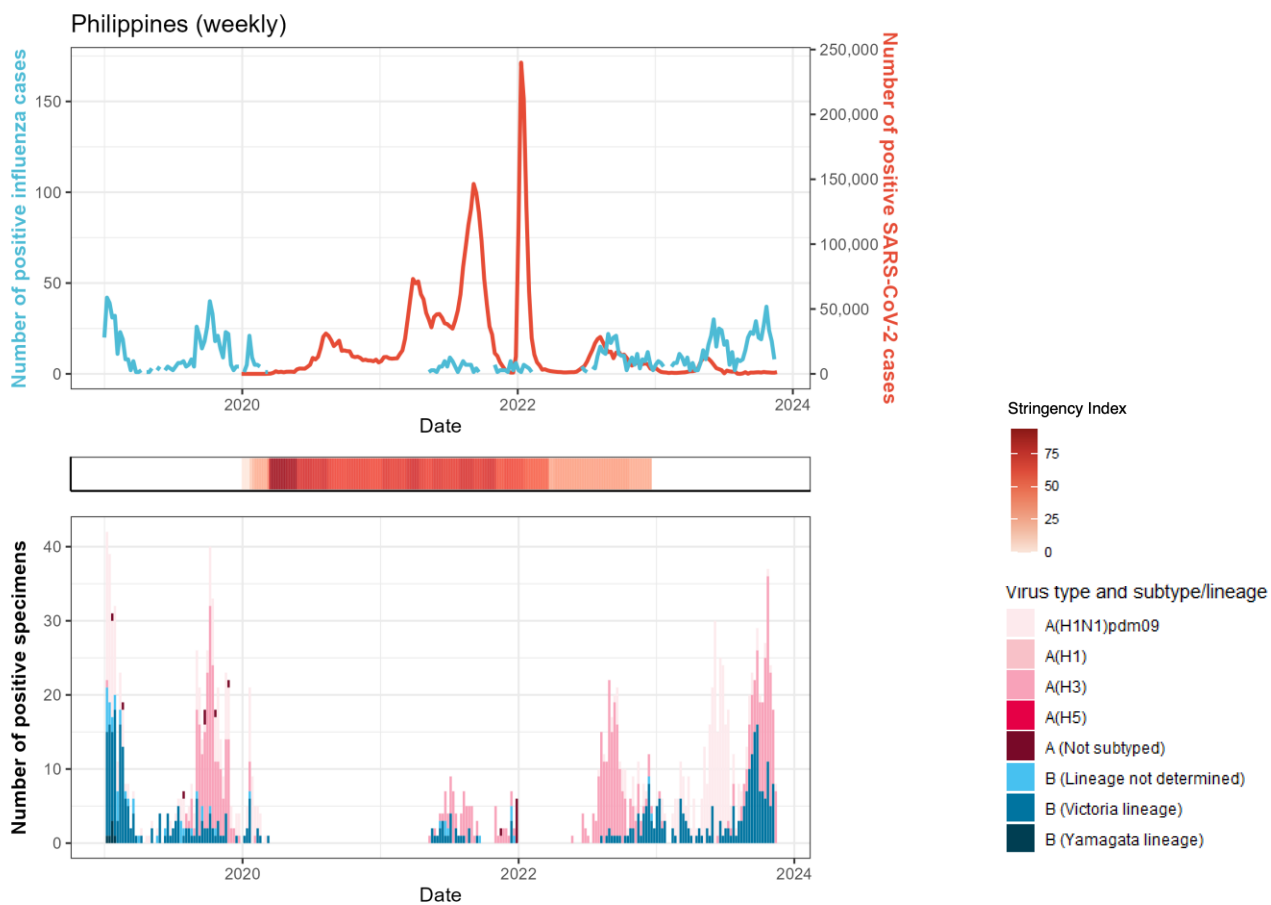 Philippines (weekly)
Number of positive influenza cases
150
100
50
0
250,000
200,000
150,000
100,000
50,000
0
Number of positive SARS-CoV-2 cases
2020
2022
2024
Date
Stringency Index
75
50
25
0
Number of positive specimens
40
30
20
10
0
2020
2022
2024
Date
Virus type and subtype/lineage
A(H1N1)pdm09
A(H1)
A(H3)
A(H5)
A (Not subtyped)
B (Lineage not determined)
B (Victoria lineage)
B (Yamagata lineage)